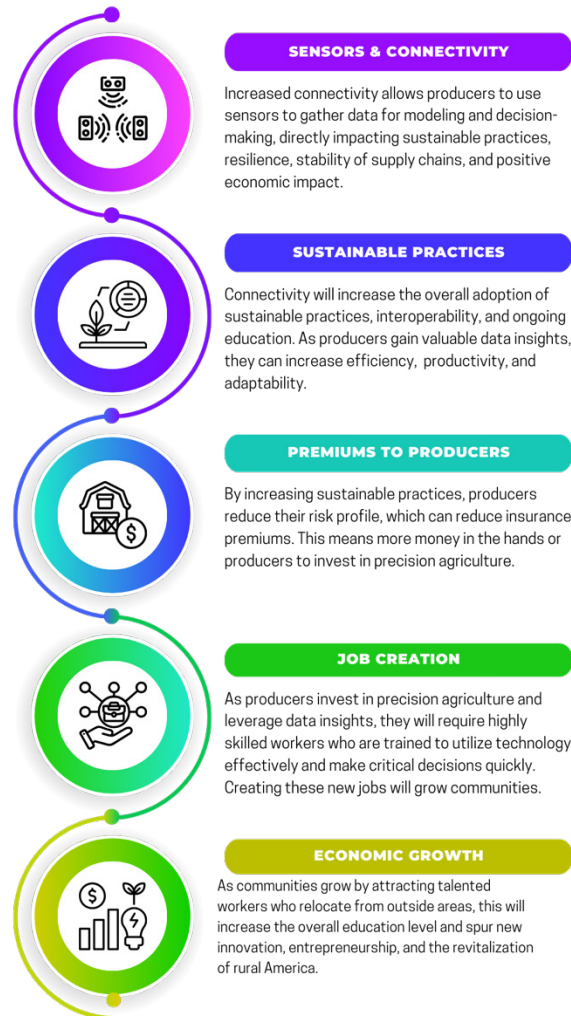 SENSORS & CONNECTIVITY
Increased connectivity allows producers to use
sensors to gather data for modeling and decision-
making, directly impacting sustainable practices,
resilience, stability of supply chains, and positive
economic impact.
SUSTAINABLE PRACTICES
Connectivity will increase the overall adoption of
sustainable practices, interoperability, and ongoing
education. As producers gain valuable data insights,
they can increase efficiency, productivity, and
adaptability.
PREMIUMS TO PRODUCERS
By increasing sustainable practices, producers
reduce their risk profile, which can reduce insurance
premiums. This means more money in the hands or
producers to invest in precision agriculture.
$
JOB CREATION
As producers invest in precision agriculture and
leverage data insights, they will require highly
skilled workers who are trained to utilize technology
effectively and make critical decisions quickly.
Creating these new jobs will grow communities.
$
ECONOMIC GROWTH
As communities grow by attracting talented
workers who relocate from outside areas, this will
increase the overall education level and spur new
innovation, entrepreneurship, and the revitalization
of rural America.